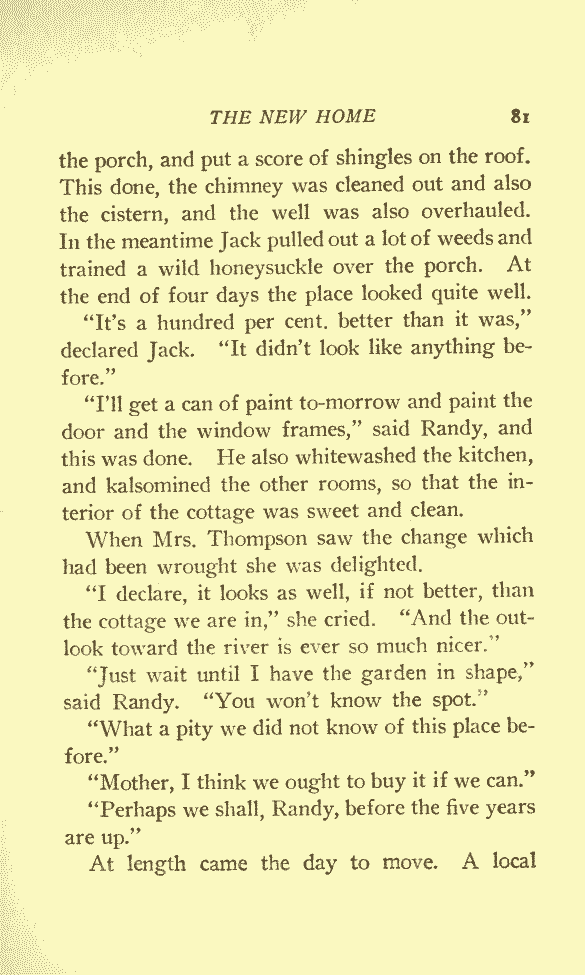 THE NEW HOME 81
the porch, and put a score of shingles on the roof.
This done, the chimney was cleaned out and also
the cistern, and the well was also overhauled.
In the meantime Jack pulled out a lot of weeds and
trained a wild honeysuckle over the porch. At
the end of four days the place looked quite well.
“It’s a hundred per cent. better than it was,”
declared Jack. “It didn’t look like anything be-
fore.”
“I’ll get a can of paint to-morrow and paint the
door and the window frames,” said Randy, and
this was done. He also whitewashed the kitchen,
and kalsomined the other rooms, so that the in-
terior of the cottage was sweet and clean.
When Mrs. Thompson saw the change which
had been wrought she was delighted.
“I declare, it looks as well, if not better, than
the cottage we are in,” she cried. “And the out-
look toward the river is ever so much nicer.”
“Just wait until I have the garden in shape,”
said Randy. “You won’t know the spot.”
“What a pity we did not know of this place be-
fore.”
“Mother, I think we ought to buy it if we can.”
“Perhaps we shall, Randy, before the five years
are up.”
At length came the day to move. A local